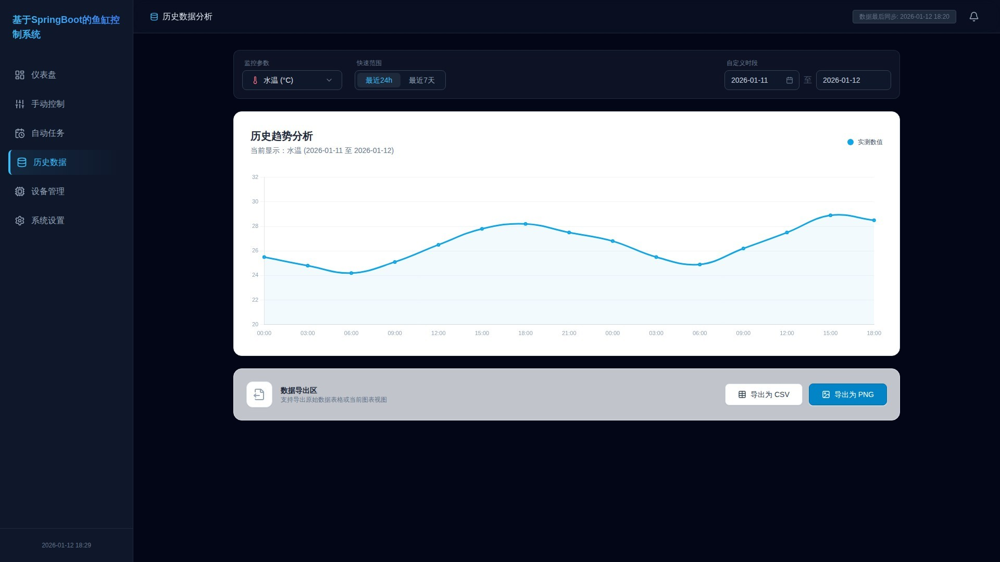 基于SpringBoot的鱼缸控
制系统
仪表盘
手动控制
自动任务
历史数据
设备管理
系统设置
2026-01-12 18:29
历史数据分析
数据最后同步: 2026-01-12 18:20
监控参数
水温 (°C)
快速范围
最近24h
最近7天
自定义时段
2026-01-11
至
2026-01-12
历史趋势分析
当前显示：水温 (2026-01-11 至 2026-01-12)
实测数值
32
30
28
26
24
22
20
00:00
03:00
06:00
09:00
12:00
15:00
18:00
21:00
00:00
03:00
06:00
09:00
12:00
15:00
18:00
数据导出区
支持导出原始数据表格或当前图表视图
导出为 CSV
导出为 PNG